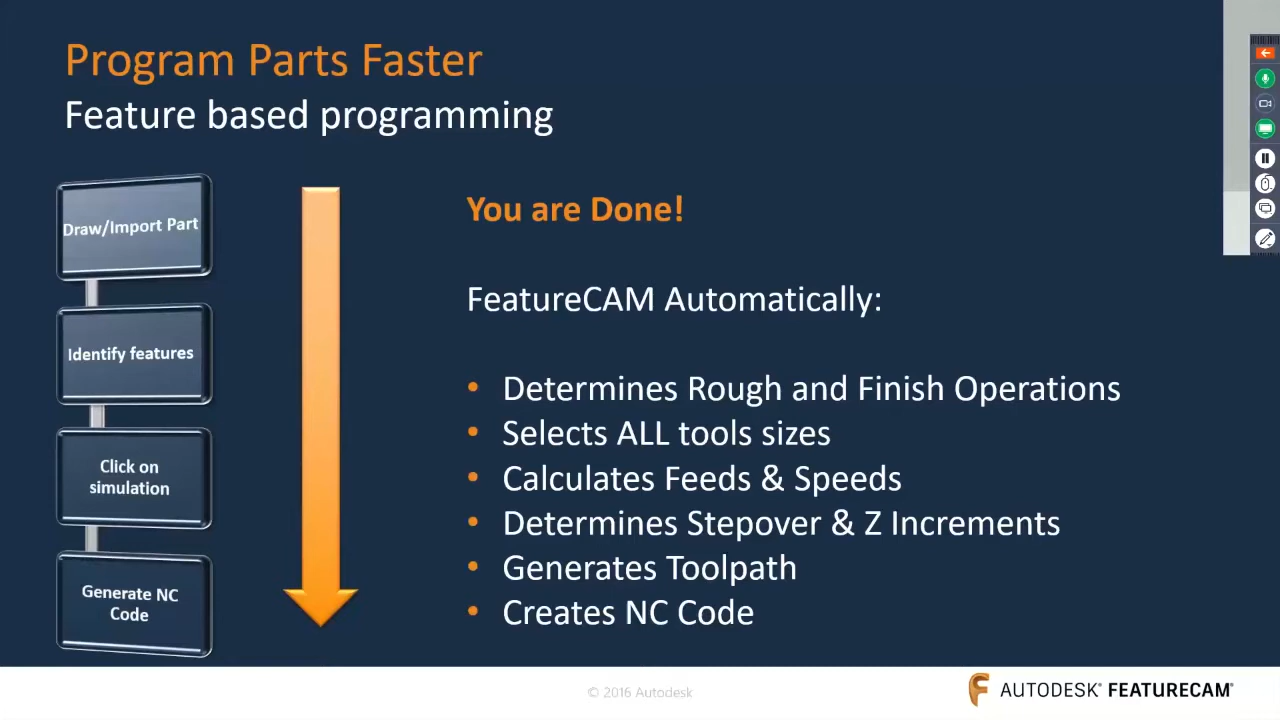 Program Parts Faster
Feature based programming
Draw/Import Part
Identify features
Click on
simulation
Generate NC
Code
You are Done!
FeatureCAM Automatically:
• Determines Rough and Finish Operations
• Selects ALL tools sizes
• Calculates Feeds & Speeds
• Determines Stepover & Z Increments
• Generates Toolpath
• Creates NC Code
© 2016 Autodesk
AUTODESK® FEATURECAM®